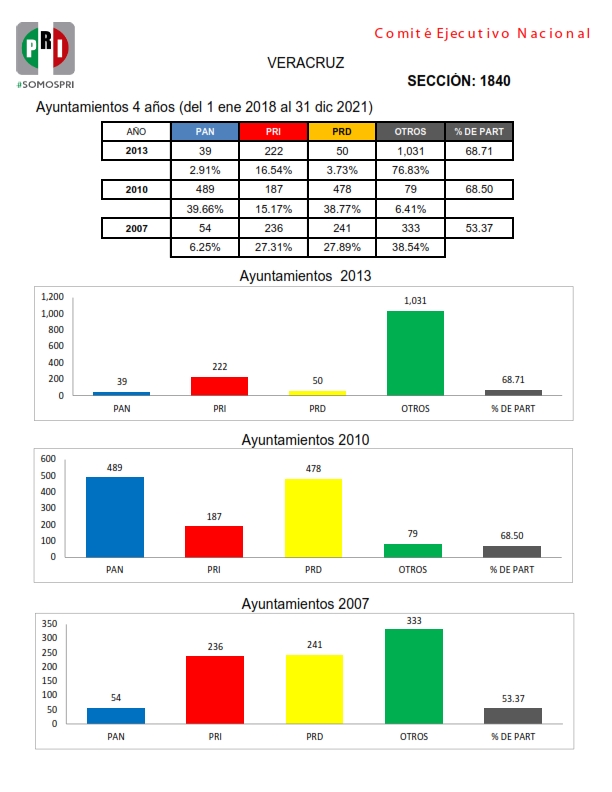 Comité Ejecutivo Nacional
PRI
#SOMOSPRI
VERACRUZ
SECCIÓN: 1840
Ayuntamientos 4 años (del 1 ene 2018 al 31 dic 2021)
AÑO PAN PRI PRD OTROS % DE PART
2013 39 222 50 1,031 68.71
2.91% 16.54% 3.73% 76.83%
2010 489 187 478 79 68.50
39.66% 15.17% 38.77% 6.41%
2007 54 236 241 333 53.37
6.25% 27.31% 27.89% 38.54%
Ayuntamientos 2013
1,200
1,000
800
600
400
200
0
39 222 50 1,031 68.71
PAN PRI PRD OTROS % DE PART
Ayuntamientos 2010
600
500
400
300
200
100
0
489 187 478 79 68.50
PAN PRI PRD OTROS % DE PART
Ayuntamientos 2007
350
300
250
200
150
100
50
0
54 236 241 333 53.37
PAN PRI PRD OTROS % DE PART